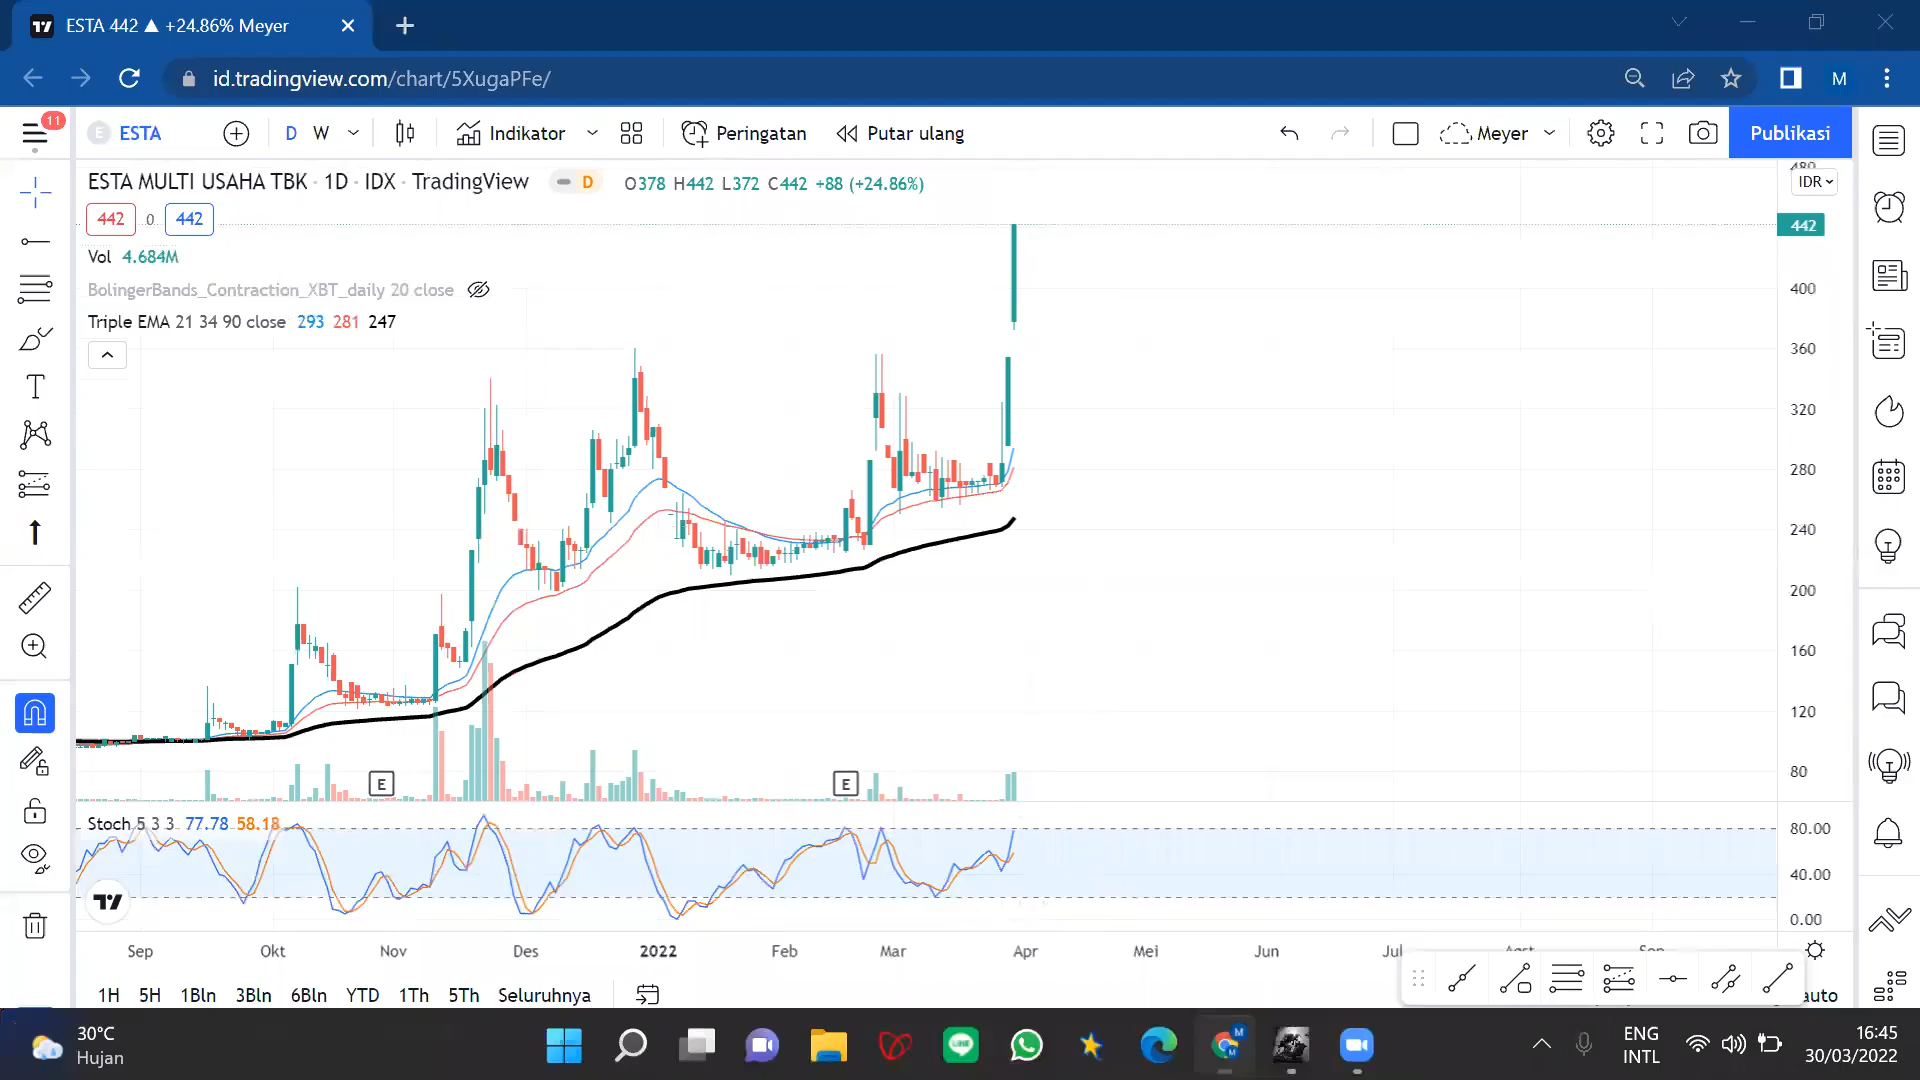 ESTA 442 ▲ +24.86% Meyer
id.tradingview.com/chart/5XugaPFe/
M
11
E ESTA
D W
Indikator
Peringatan
Putar ulang
Meyer
Publikasi
ESTA MULTI USAHA TBK · 1D · IDX · TradingView
D
O378 H442 L372 C442 +88 (+24.86%)
442 0 442
Vol 4.684M
BolingerBands_Contraction_XBT_daily 20 close
Triple EMA 21 34 90 close 293 281 247
480
IDR
442
400
360
320
280
240
200
160
120
80
E
E
Stoch 5 3 3 77.78 58.18
80.00
40.00
0.00
Sep Okt Nov Des 2022 Feb Mar Apr Mei Jun Jul
1H 5H 1Bln 3Bln 6Bln YTD 1Th 5Th Seluruhnya
auto
30°C
Hujan
ENG
INTL
16:45
30/03/2022